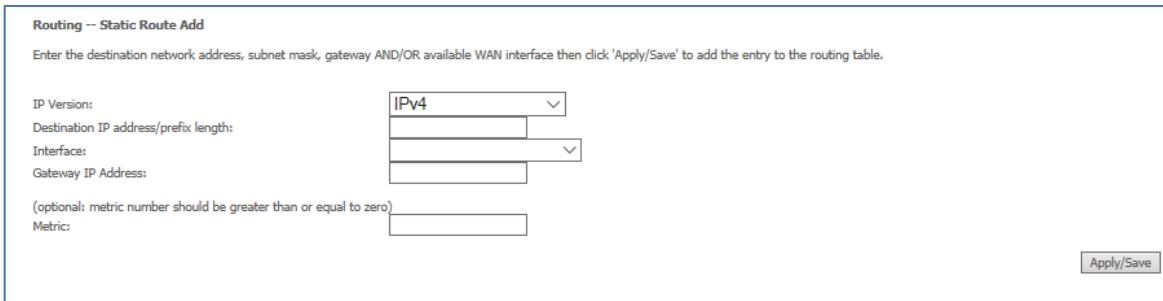 Routing -- Static Route Add
Enter the destination network address, subnet mask, gateway AND/OR available WAN interface then click 'Apply/Save' to add the entry to the routing table.
IP Version: IPv4
Destination IP address/prefix length:
Interface:
Gateway IP Address:
(optional: metric number should be greater than or equal to zero)
Metric:
Apply/Save